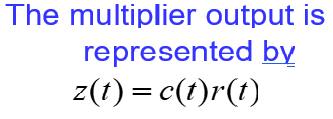 The multiplier output is
represented by
z(t) = c(t)r(t)